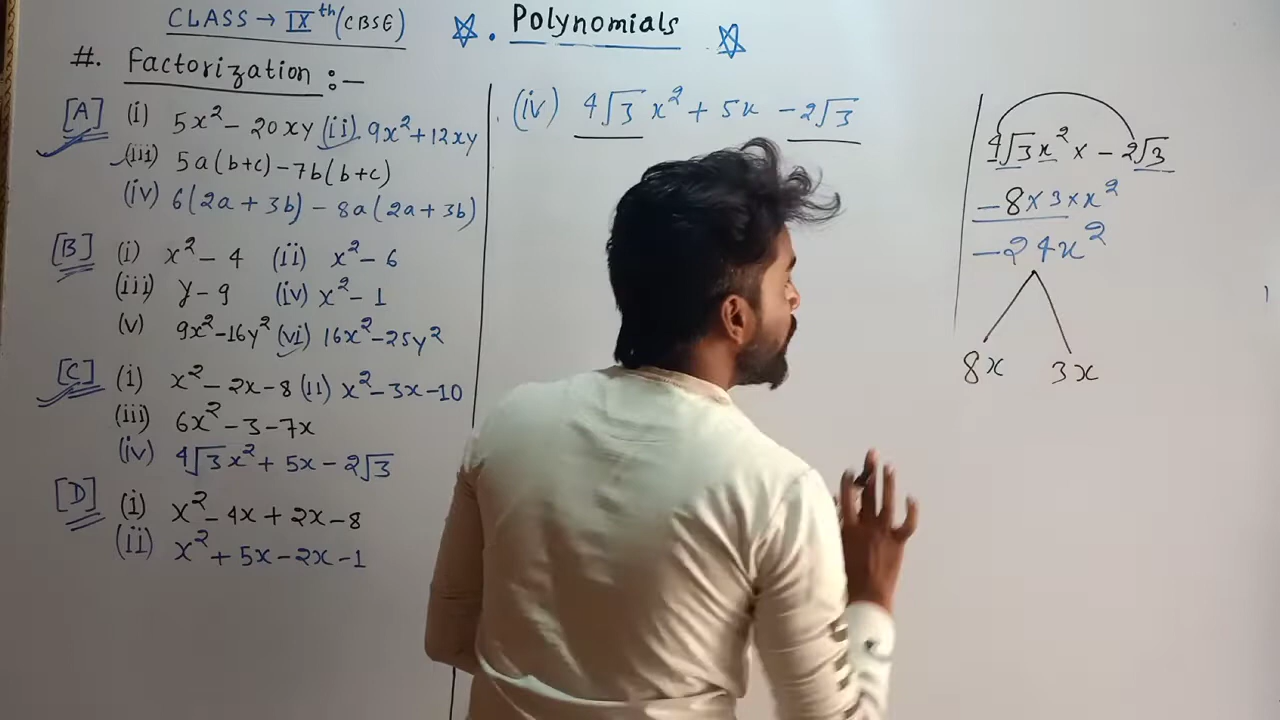 CLASS → IXth (CBSE)
Polynomials
#. Factorization :—
[A] (i) 5x² - 20xy (ii) 9x² + 12xy
(iii) 5a(b+c) - 7b(b+c)
(iv) 6(2a + 3b) - 8a(2a + 3b)
[B] (i) x² - 4 (ii) x² - 6
(iii) y - 9 (iv) x² - 1
(v) 9x² - 16y² (vi) 16x² - 25y²
[C] (i) x² - 2x - 8 (ii) x² - 3x - 10
(iii) 6x² - 3 - 7x
(iv) 4√3x² + 5x - 2√3
[D] (i) x² - 4x + 2x - 8
(ii) x² + 5x - 2x - 1
(iv) 4√3 x² + 5x - 2√3
4√3x² × - 2√3
-8×3×x²
-24x²
8x 3x